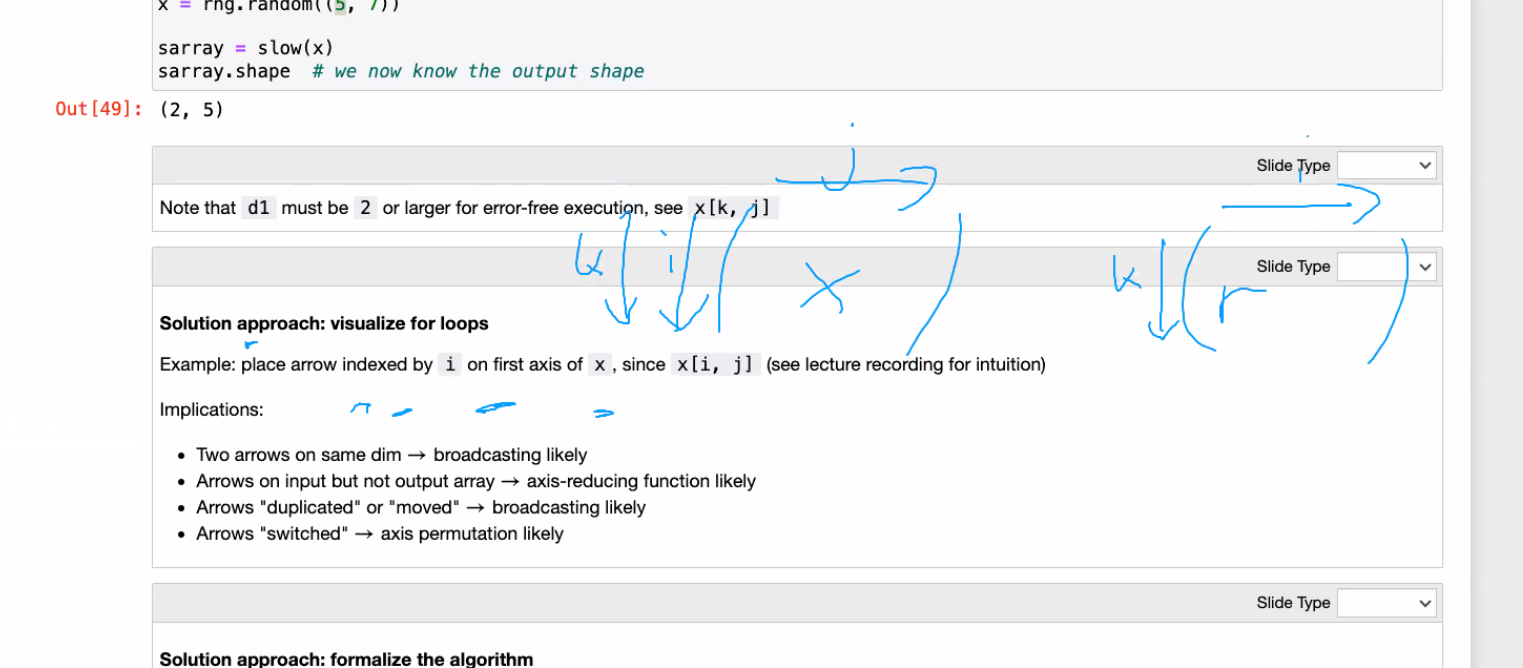 x = rng.random((5, 7))
sarray = slow(x)
sarray.shape # we now know the output shape
Out[49]: (2, 5)
j
Slide Type
i
Note that d1 must be 2 or larger for error-free execution, see x[k, j]
k i x
k r
Slide Type
Solution approach: visualize for loops
Example: place arrow indexed by i on first axis of x , since x[i, j] (see lecture recording for intuition)
Implications:
• Two arrows on same dim → broadcasting likely
• Arrows on input but not output array → axis-reducing function likely
• Arrows "duplicated" or "moved" → broadcasting likely
• Arrows "switched" → axis permutation likely
Slide Type
Solution approach: formalize the algorithm